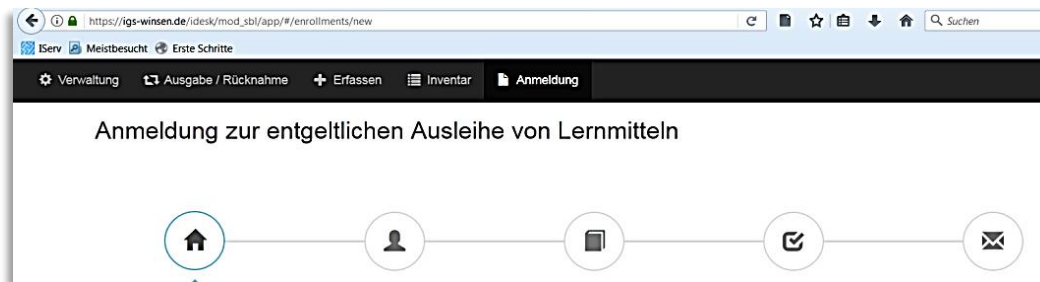 https://igs-winsen.de/idesk/mod_sbl/app/#/enrollments/new Suchen
IServ Meistbesucht Erste Schritte
Verwaltung Ausgabe / Rücknahme Erfassen Inventar Anmeldung
Anmeldung zur entgeltlichen Ausleihe von Lernmitteln